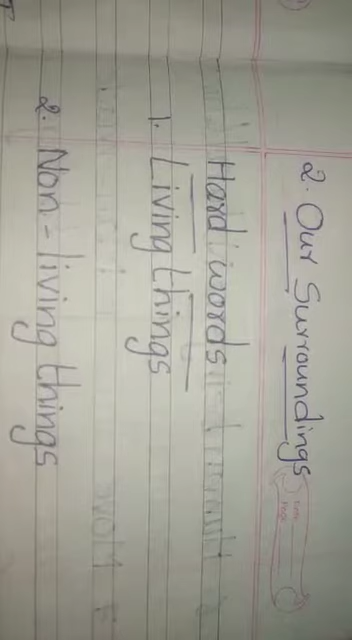 2. Our Surroundings
Hard words
1. Living things
2. Non-living things